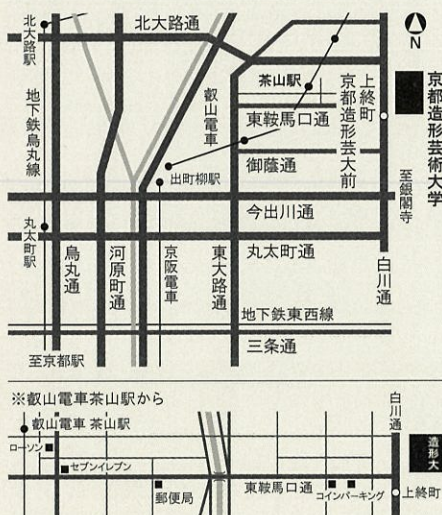 北大路通
北大路駅
N
地下鉄烏丸線
叡山電車
茶山駅
東鞍馬口通
京都造形芸大前
上終町
京都造形芸術大学
御蔭通
出町柳駅
至銀閣寺
今出川通
丸太町駅
丸太町通
烏丸通
河原町通
京阪電車
東大路通
白川通
地下鉄東西線
三条通
至京都駅
※叡山電車茶山駅から
白川通
叡山電車 茶山駅
ローソン
セブンイレブン
造形大
郵便局
東鞍馬口通
コインパーキング
上終町